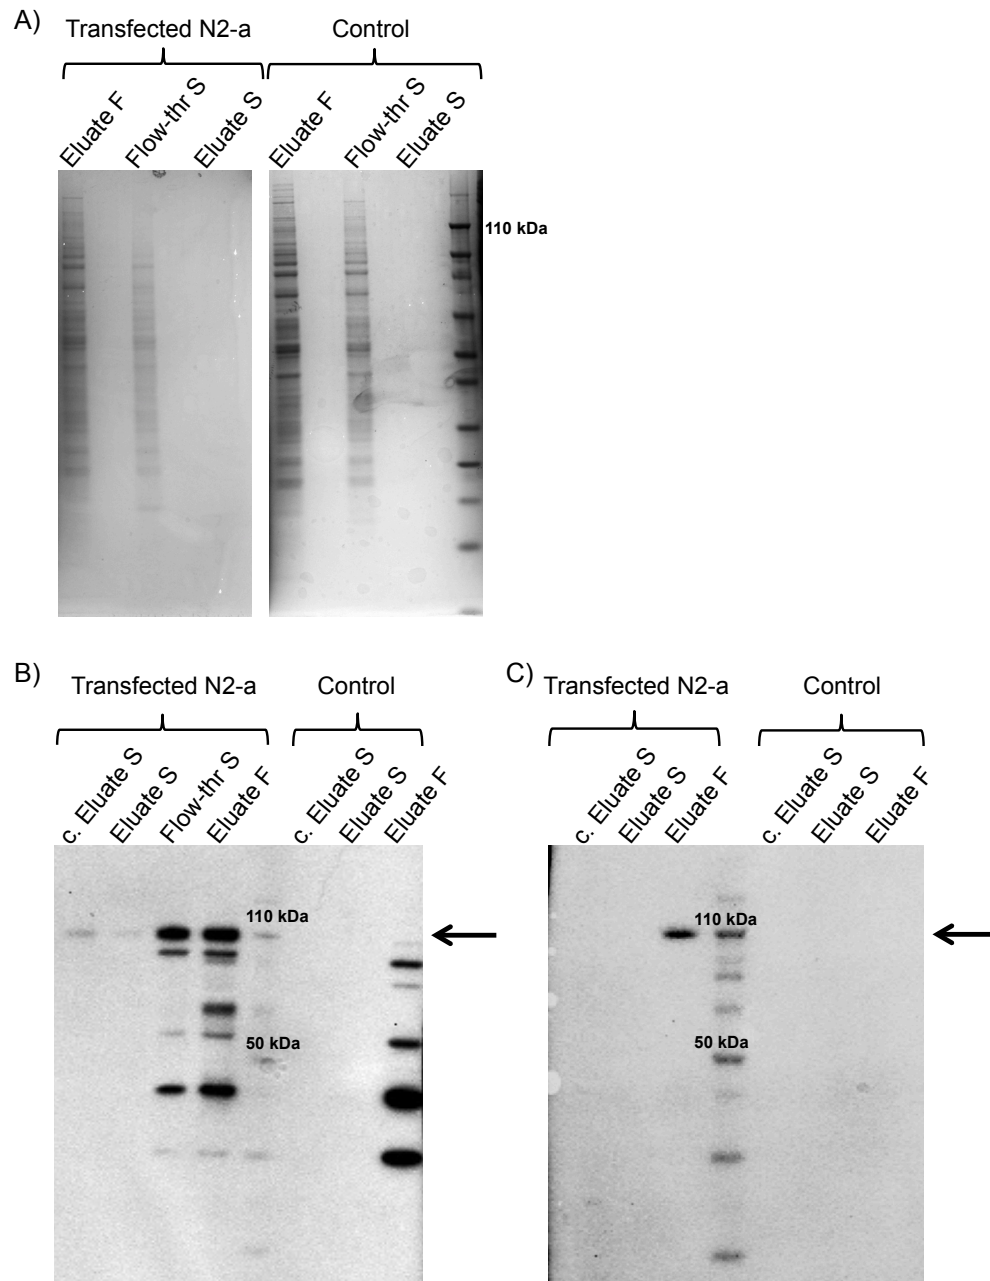 A)
Transfected N2-a
Control
Eluate F
Flow-thr S
Eluate S
Eluate F
Flow-thr S
Eluate S
110 kDa
B)
Transfected N2-a
Control
c. Eluate S
Eluate S
Flow-thr S
Eluate F
c. Eluate S
Eluate S
Eluate F
110 kDa
50 kDa
C)
Transfected N2-a
Control
c. Eluate S
Eluate S
Eluate F
c. Eluate S
Eluate S
Eluate F
110 kDa
50 kDa